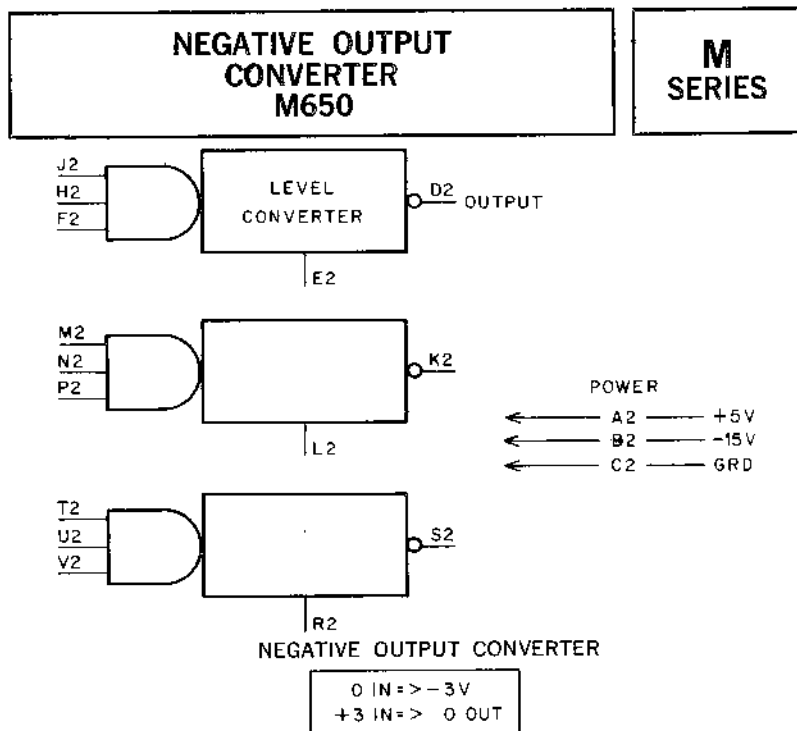 NEGATIVE OUTPUT
CONVERTER
M650
M
SERIES
J2
H2
F2
LEVEL
CONVERTER
D2 OUTPUT
E2
M2
N2
P2
K2
L2
POWER
A2 +5V
B2 -15V
C2 GRD
T2
U2
V2
S2
R2
NEGATIVE OUTPUT CONVERTER
0 IN=>-3V
+3 IN=> 0 OUT